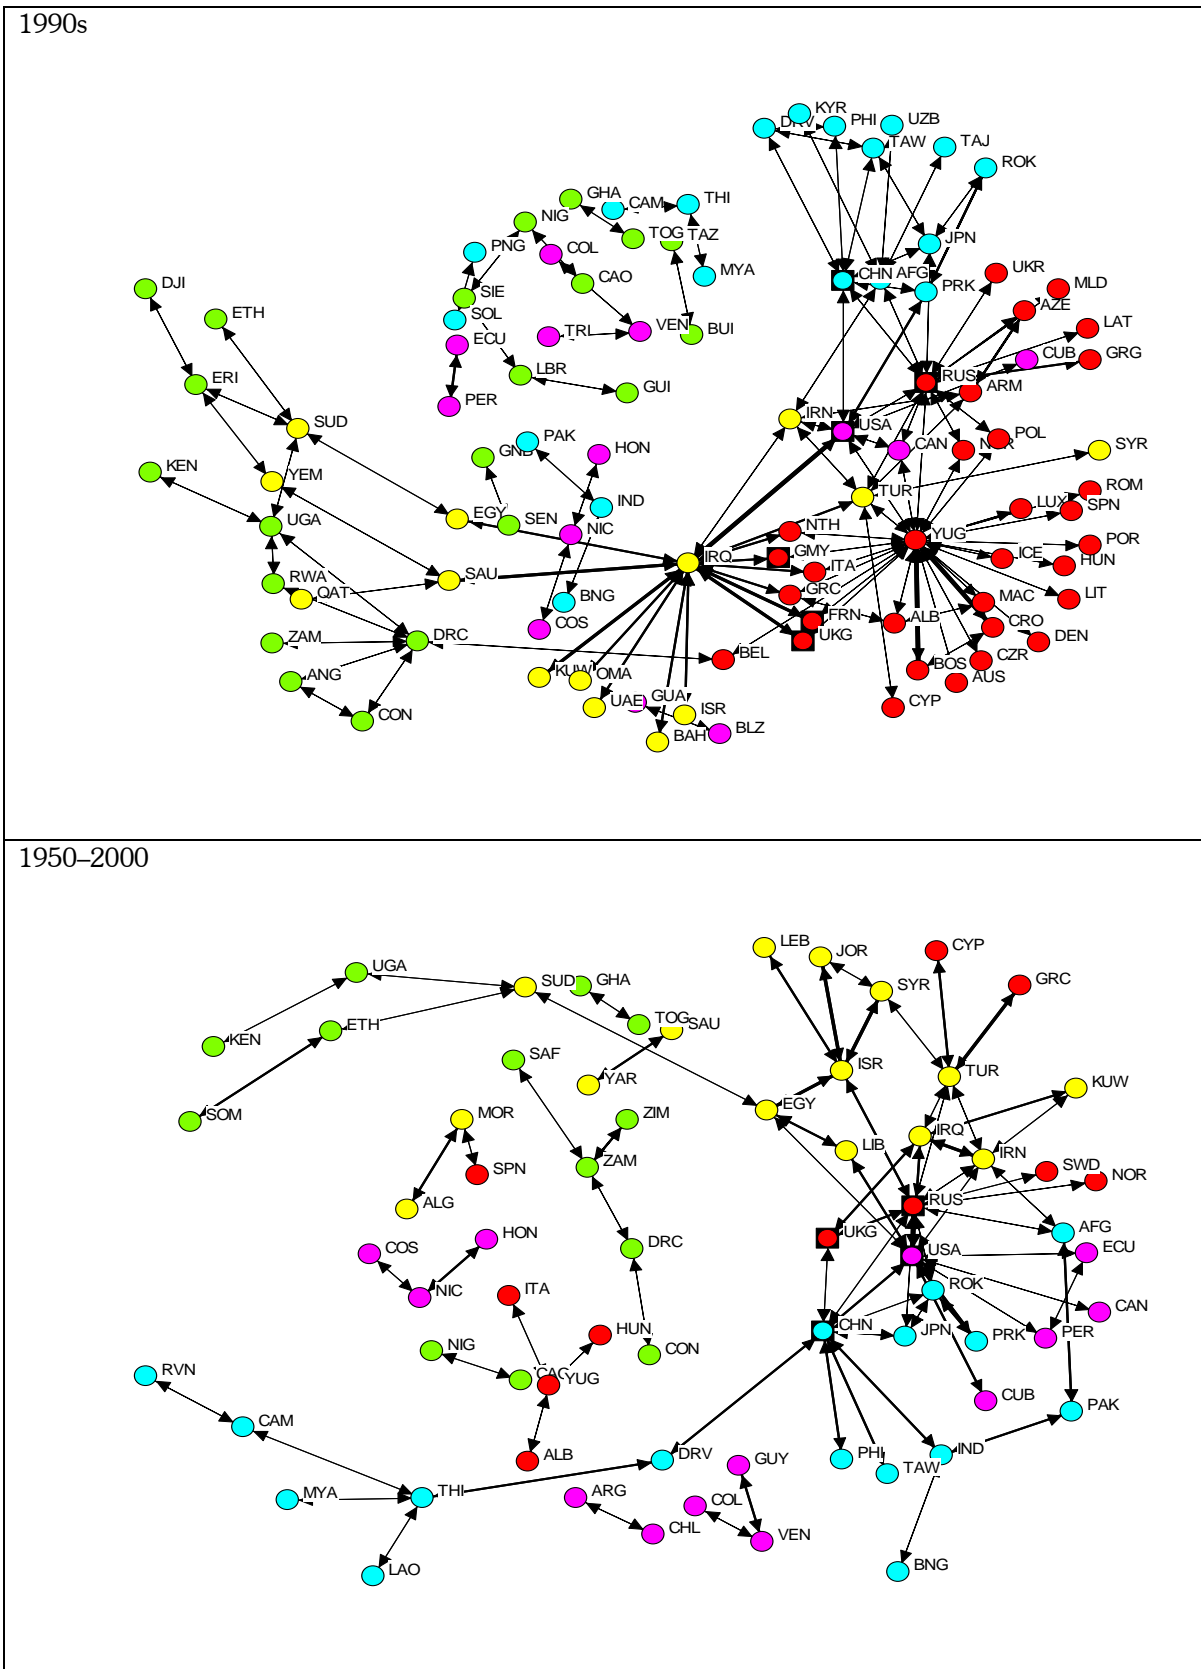 1990s
KYR
DRV
PHI
UZB
TAW
TAJ
ROK
GHA
CAM
THI
NIG
TOG
TAZ
JPN
PNG
COL
CHN
AFG
UKR
MYA
CAO
PRK
MLD
DJI
SIE
AZE
ETH
SOL
TRI
VEN
BUI
LAT
ECU
CUB
GRG
LBR
RUS
ERI
GUI
ARM
PER
IRN
USA
SUD
POL
PAK
HON
CAN
SYR
GNB
KEN
YEM
IND
TUR
ROM
LUX
SPN
EGY
SEN
UGA
NIC
NTH
YUG
POR
IRQ
GMY
ICE
HUN
ITA
SAU
RWA
QAT
BNG
GRC
MAC
LIT
FRN
ALB
COS
UKG
CRO
DEN
ZAM
DRC
BEL
CZR
BOS
ANG
KUW
OMA
AUS
UAE
GUA
ISR
CYP
CON
BAH
BLZ
1950–2000
LEB
JOR
CYP
UGA
SUD
GHA
SYR
GRC
ETH
TOG
SAU
KEN
SAF
ISR
TUR
YAR
KUW
EGY
SOM
MOR
ZIM
IRQ
LIB
IRN
SPN
ZAM
SWD
NOR
ALG
RUS
HON
UKG
AFG
COS
DRC
USA
ECU
NIC
ITA
ROK
CAN
HUN
CHN
JPN
PRK
PER
NIG
CON
RVN
CAO
YUG
CUB
PAK
CAM
ALB
DRV
GUY
PHI
IND
TAW
MYA
THI
ARG
COL
CHL
VEN
LAO
BNG